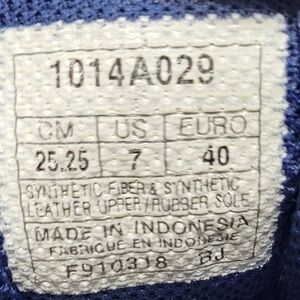 1014A029
CM US EURO
25.25 7 40
SYNTHETIC FIBER & SYNTHETIC
LEATHER UPPER/RUBBER SOLE
MADE IN INDONESIA
FABRIQUE EN INDONESIE
F910318 BJ